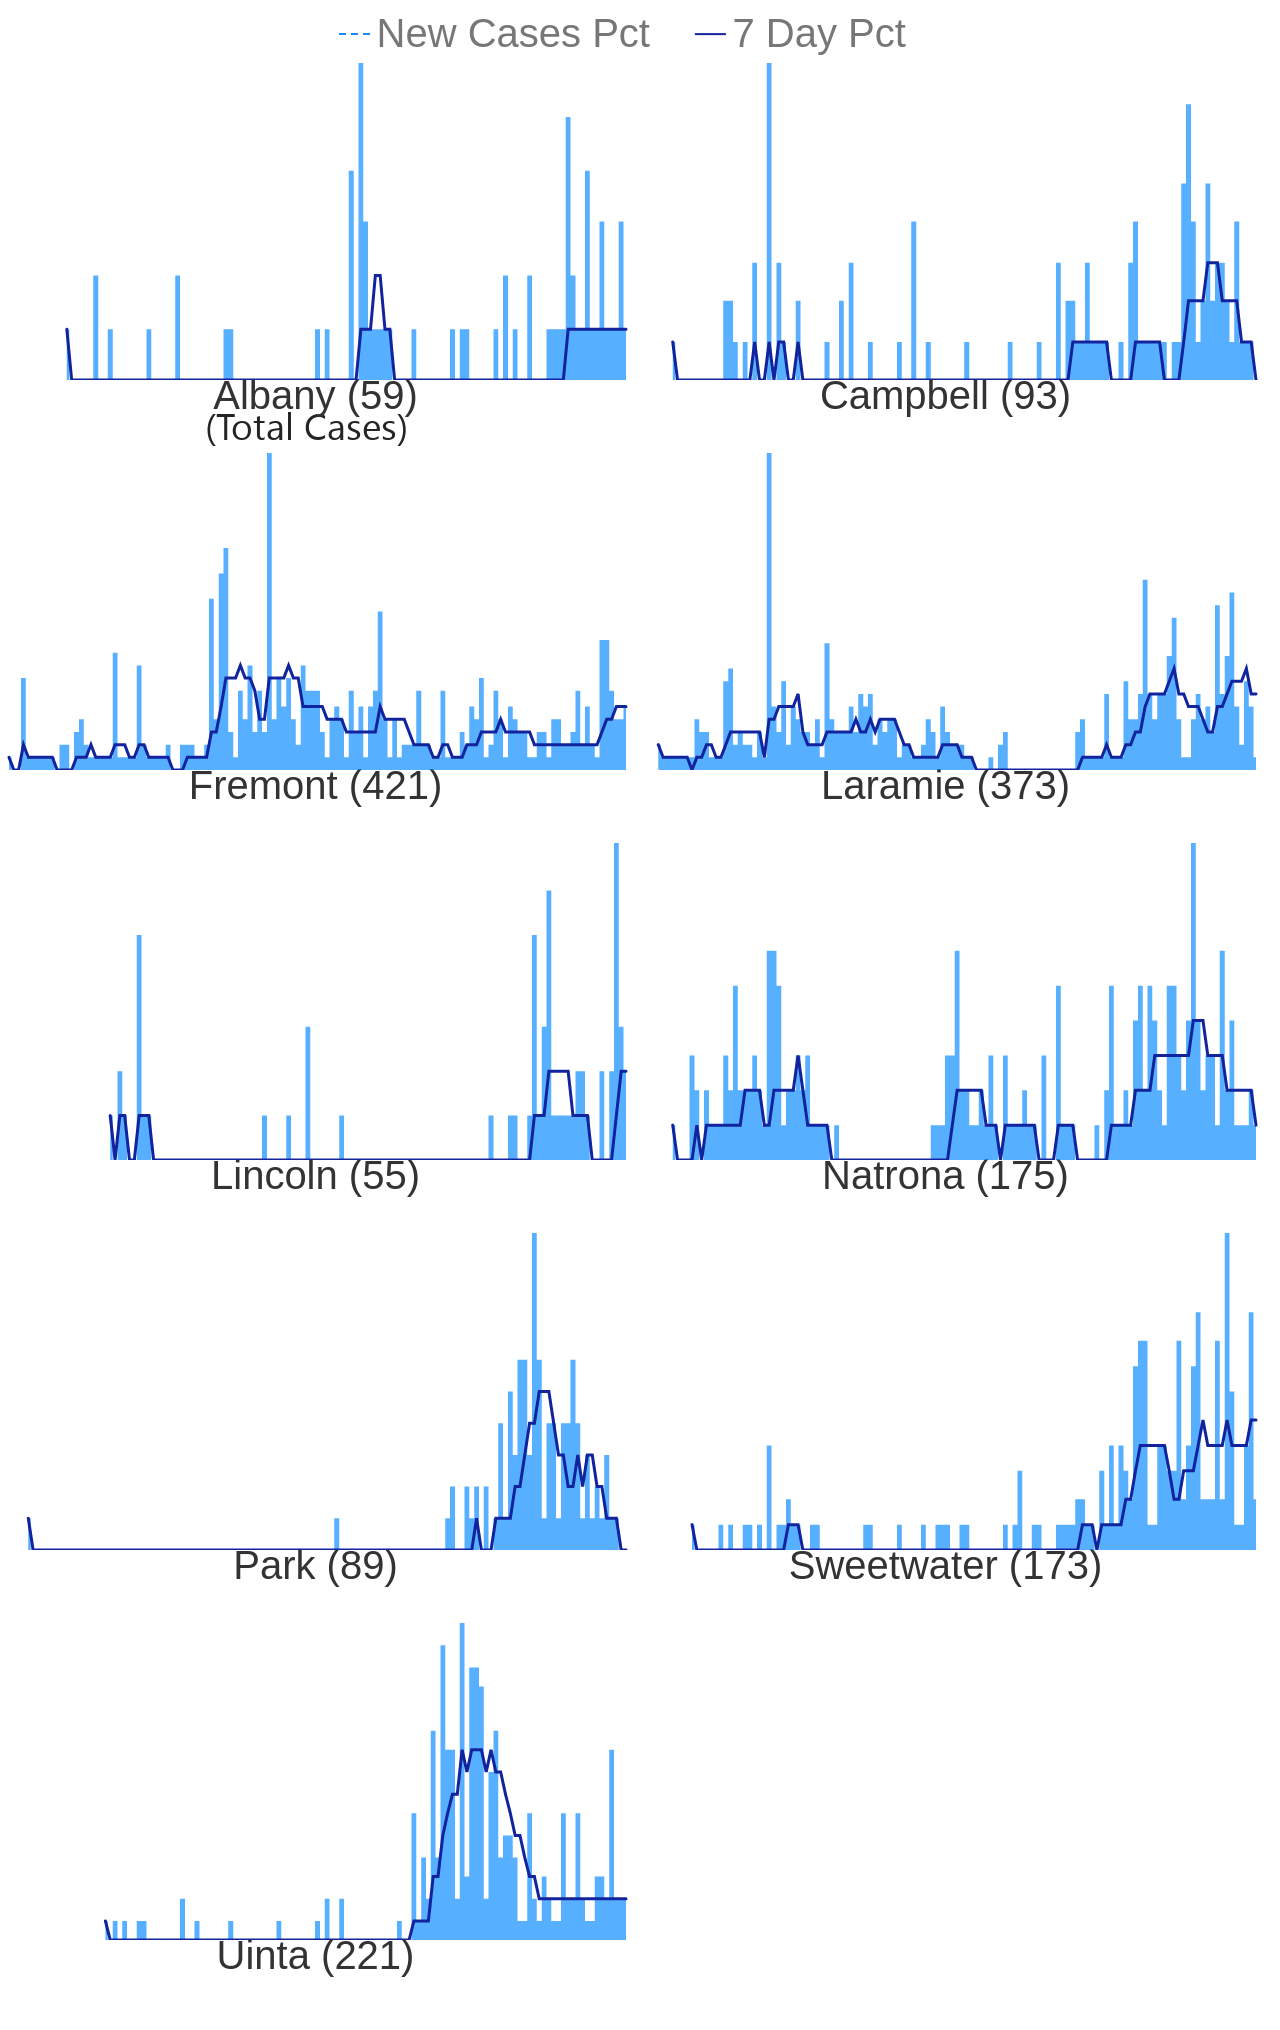 New Cases Pct 7 Day Pct
Albany (59)
(Total Cases)
Campbell (93)
Fremont (421)
Laramie (373)
Lincoln (55)
Natrona (175)
Park (89)
Sweetwater (173)
Uinta (221)